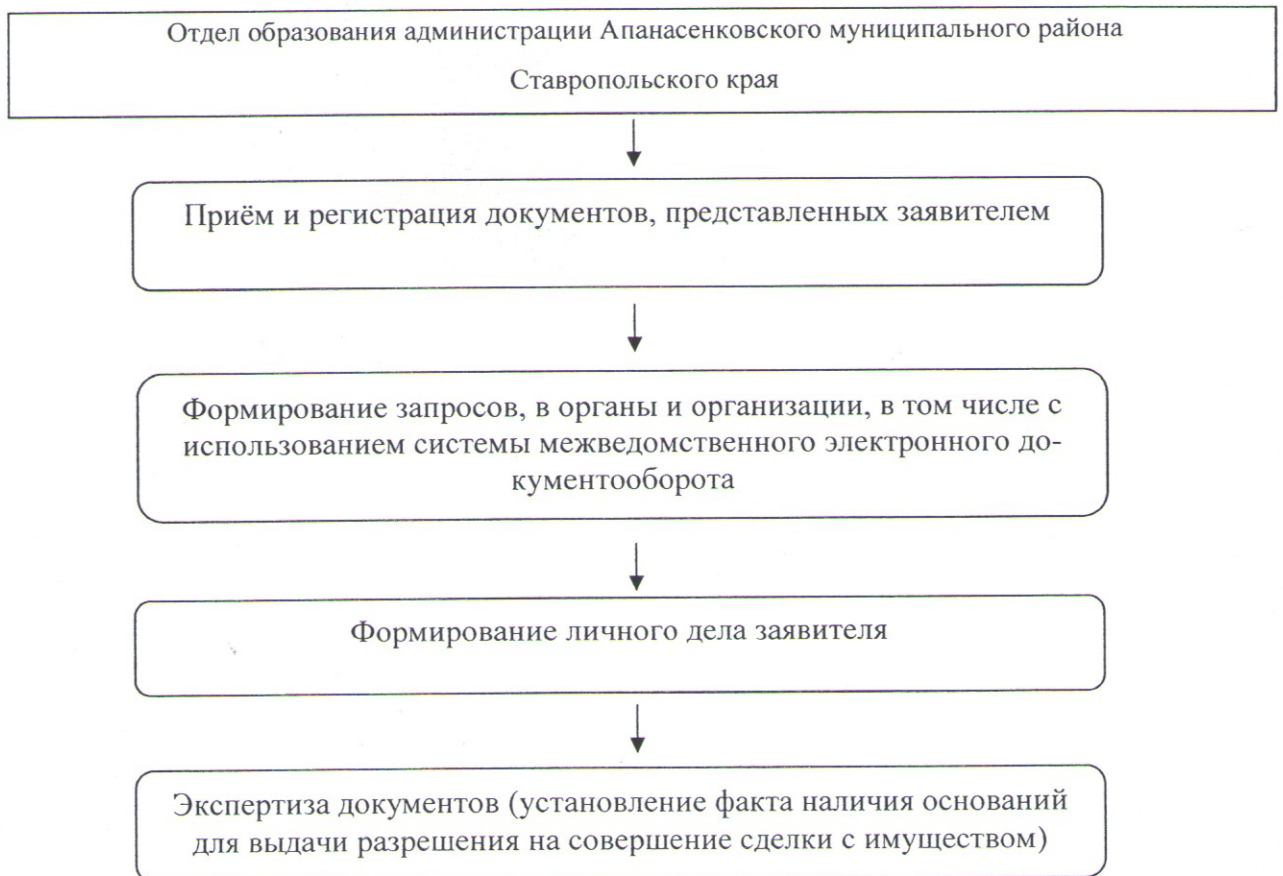 Отдел образования администрации Апанасенковского муниципального района
Ставропольского края
Приём и регистрация документов, представленных заявителем
Формирование запросов, в органы и организации, в том числе с
использованием системы межведомственного электронного до-
кументооборота
Формирование личного дела заявителя
Экспертиза документов (установление факта наличия оснований
для выдачи разрешения на совершение сделки с имуществом)